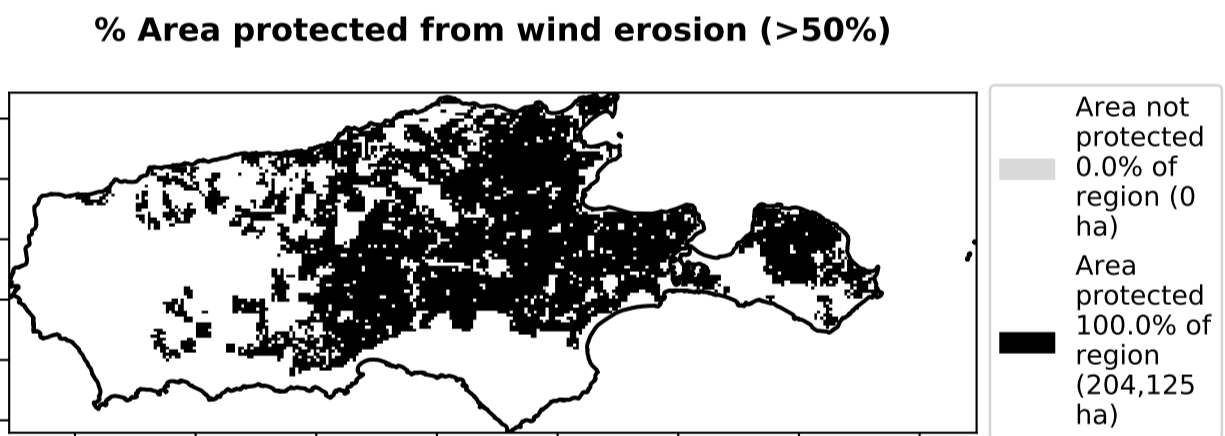 % Area protected from wind erosion (>50%)
Area not
protected
0.0% of
region (0
ha)
Area
protected
100.0% of
region
(204,125
ha)